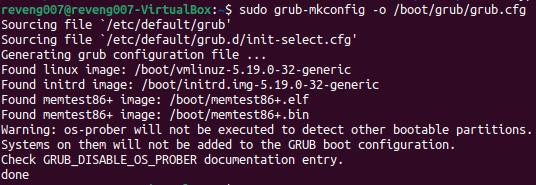 reveng007@reveng007-VirtualBox:~$ sudo grub-mkconfig -o /boot/grub/grub.cfg
Sourcing file `/etc/default/grub'
Sourcing file `/etc/default/grub.d/init-select.cfg'
Generating grub configuration file ...
Found linux image: /boot/vmlinuz-5.19.0-32-generic
Found initrd image: /boot/initrd.img-5.19.0-32-generic
Found memtest86+ image: /boot/memtest86+.elf
Found memtest86+ image: /boot/memtest86+.bin
Warning: os-prober will not be executed to detect other bootable partitions.
Systems on them will not be added to the GRUB boot configuration.
Check GRUB_DISABLE_OS_PROBER documentation entry.
done